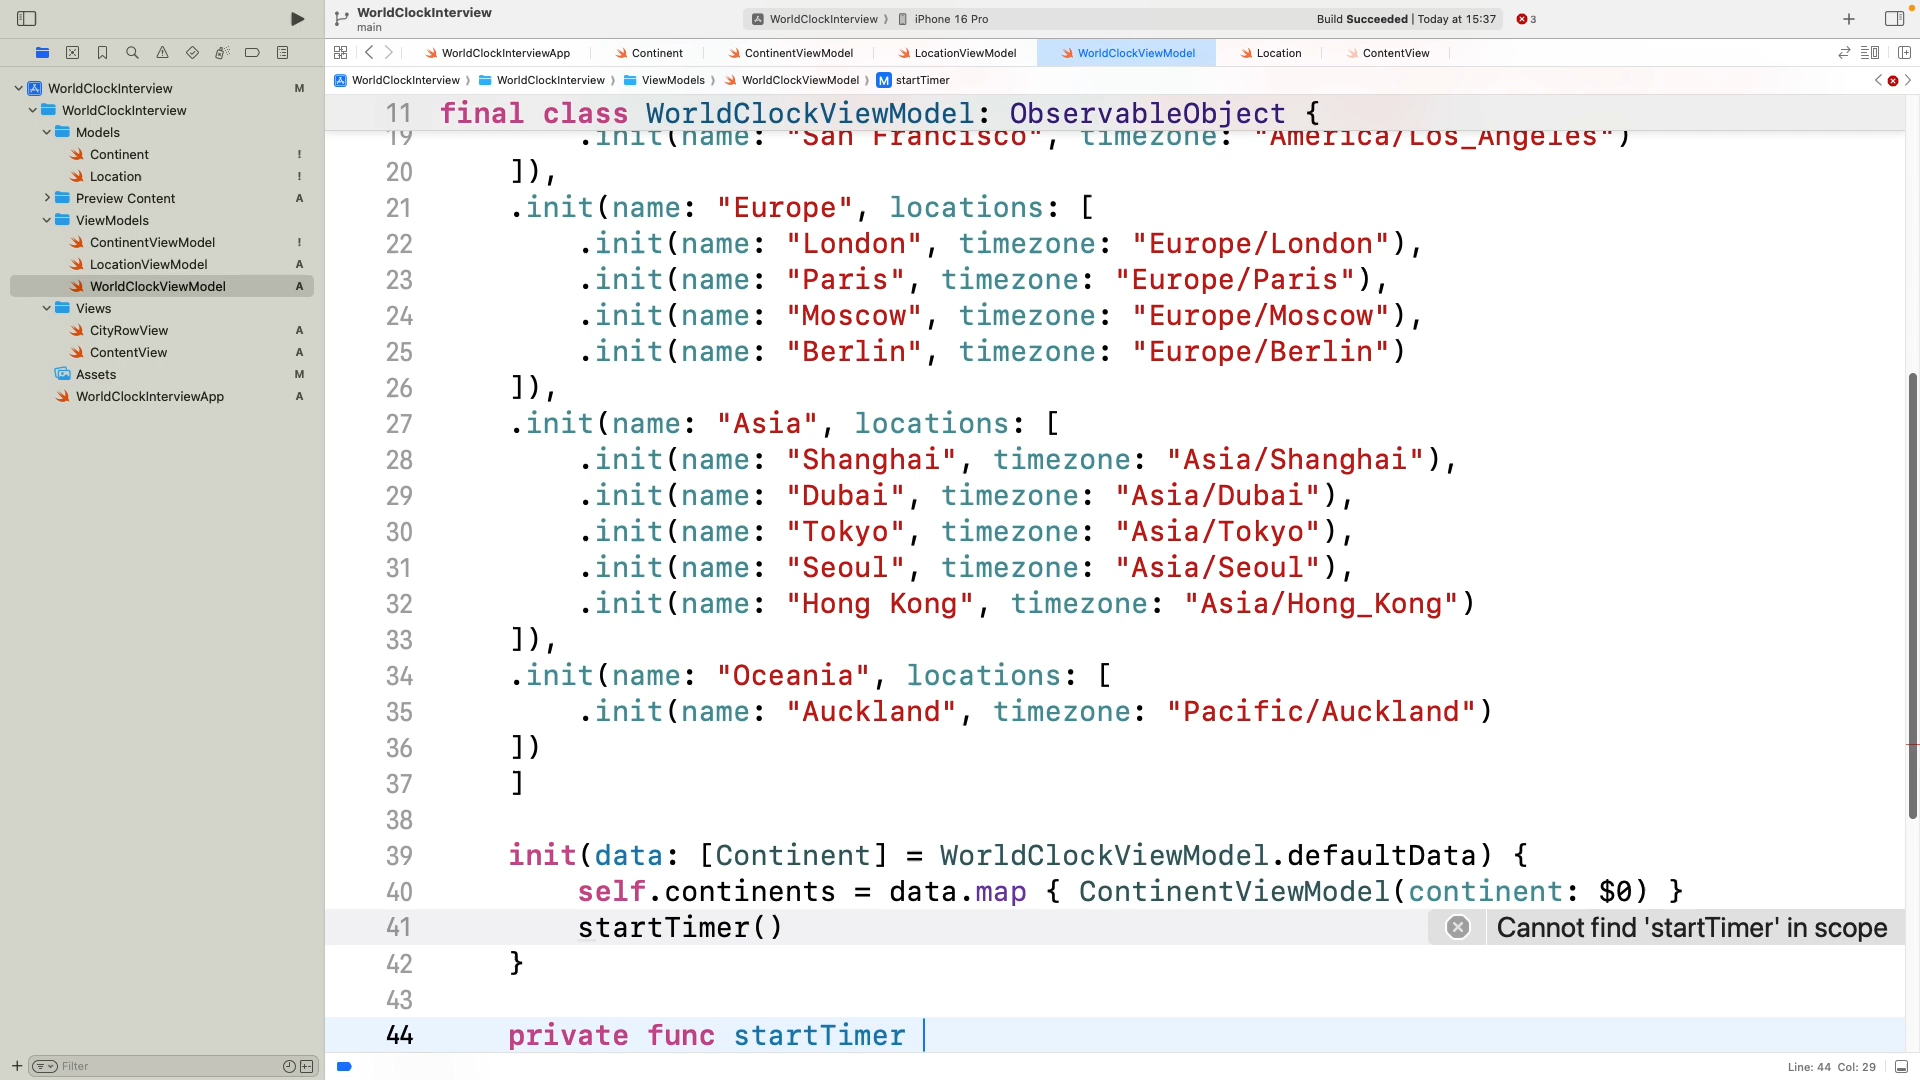 WorldClockInterview
main
WorldClockInterview ⟩ iPhone 16 Pro
Build Succeeded | Today at 15:37
3
WorldClockInterviewApp
Continent
ContinentViewModel
LocationViewModel
WorldClockViewModel
Location
ContentView
WorldClockInterview ⟩ WorldClockInterview ⟩ ViewModels ⟩ WorldClockViewModel ⟩ M startTimer
WorldClockInterview M
WorldClockInterview
Models
Continent !
Location !
Preview Content A
ViewModels
ContinentViewModel !
LocationViewModel A
WorldClockViewModel A
Views
CityRowView A
ContentView A
Assets M
WorldClockInterviewApp A
Filter
11 final class WorldClockViewModel: ObservableObject {
19 .init(name: "San Francisco", timezone: "America/Los_Angeles")
20 ]),
21 .init(name: "Europe", locations: [
22 .init(name: "London", timezone: "Europe/London"),
23 .init(name: "Paris", timezone: "Europe/Paris"),
24 .init(name: "Moscow", timezone: "Europe/Moscow"),
25 .init(name: "Berlin", timezone: "Europe/Berlin")
26 ]),
27 .init(name: "Asia", locations: [
28 .init(name: "Shanghai", timezone: "Asia/Shanghai"),
29 .init(name: "Dubai", timezone: "Asia/Dubai"),
30 .init(name: "Tokyo", timezone: "Asia/Tokyo"),
31 .init(name: "Seoul", timezone: "Asia/Seoul"),
32 .init(name: "Hong Kong", timezone: "Asia/Hong_Kong")
33 ]),
34 .init(name: "Oceania", locations: [
35 .init(name: "Auckland", timezone: "Pacific/Auckland")
36 ])
37 ]
38
39 init(data: [Continent] = WorldClockViewModel.defaultData) {
40 self.continents = data.map { ContinentViewModel(continent: $0) }
41 startTimer() Cannot find 'startTimer' in scope
42 }
43
44 private func startTimer
Line: 44 Col: 29